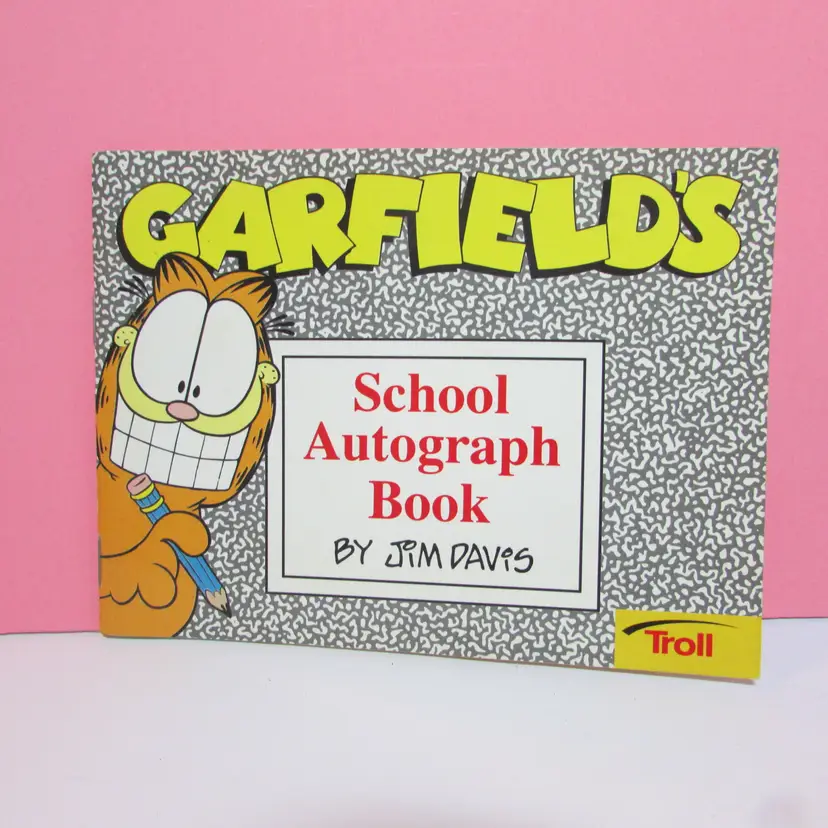 GARFIELD'S
School
Autograph
Book
BY JIM DAVIS
Troll